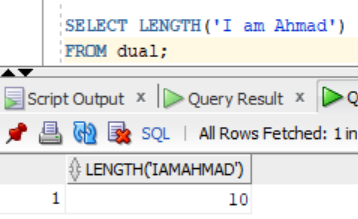 SELECT LENGTH('I am Ahmad')
FROM dual;
Script Output x Query Result x Q
SQL | All Rows Fetched: 1 in
LENGTH('IAMAHMAD')
1 10